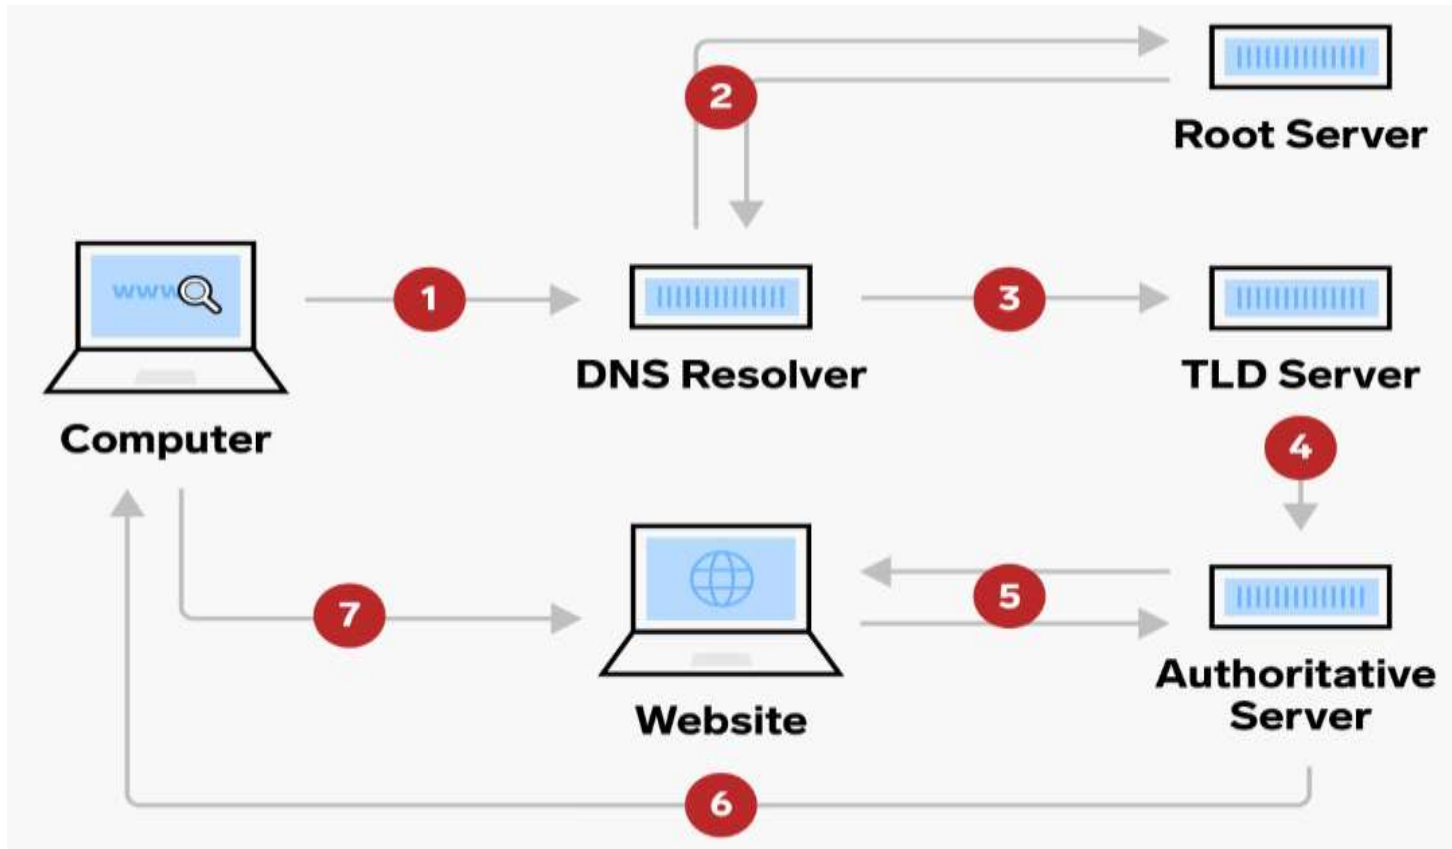 2
Root Server
www
1
3
DNS Resolver
TLD Server
Computer
4
7
5
Website
Authoritative
Server
6